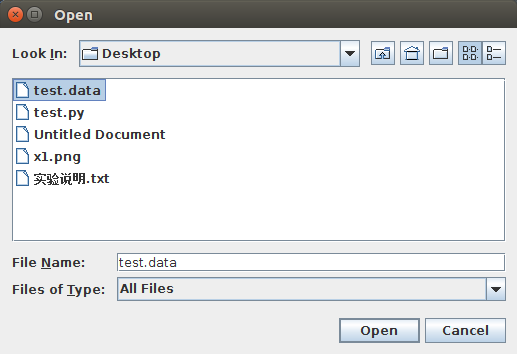 Open
Look In: Desktop
test.data
test.py
Untitled Document
x1.png
实验说明.txt
File Name: test.data
Files of Type: All Files
Open Cancel